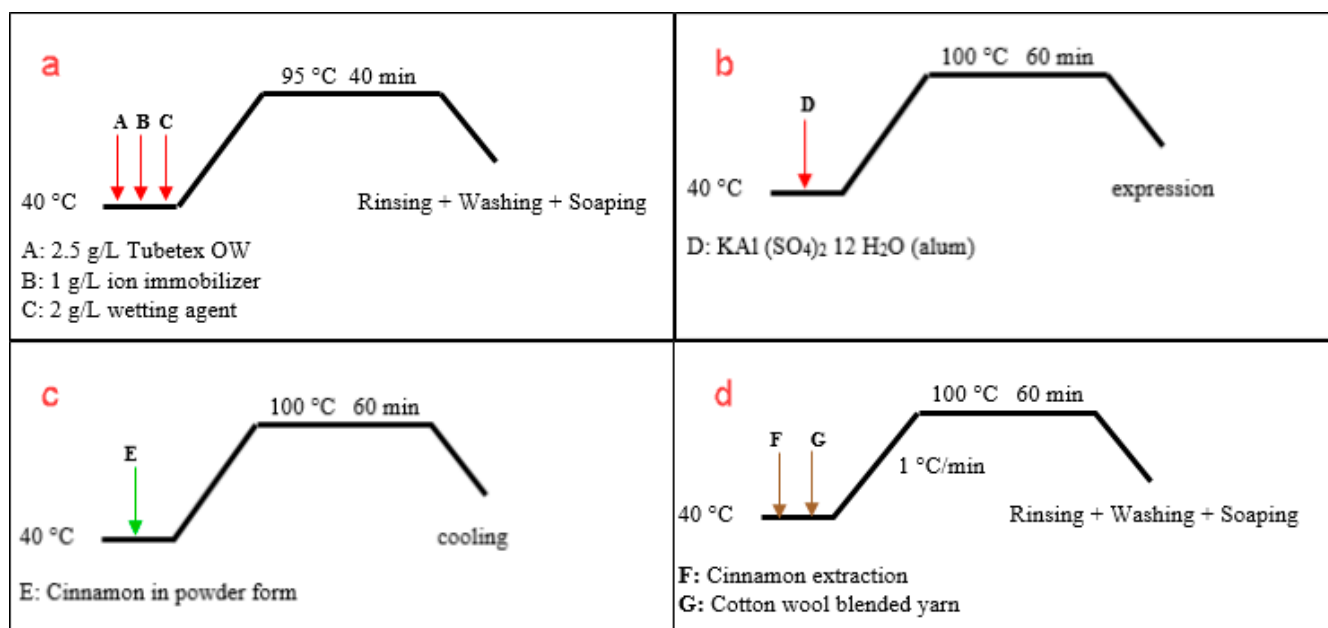 a
95 °C 40 min
A B C
40 °C
Rinsing + Washing + Soaping
A: 2.5 g/L Tubetex OW
B: 1 g/L ion immobilizer
C: 2 g/L wetting agent
b
100 °C 60 min
D
40 °C
expression
D: KAl (SO₄)₂ 12 H₂O (alum)
c
100 °C 60 min
E
40 °C
cooling
E: Cinnamon in powder form
d
100 °C 60 min
F G
1 °C/min
40 °C
Rinsing + Washing + Soaping
F: Cinnamon extraction
G: Cotton wool blended yarn